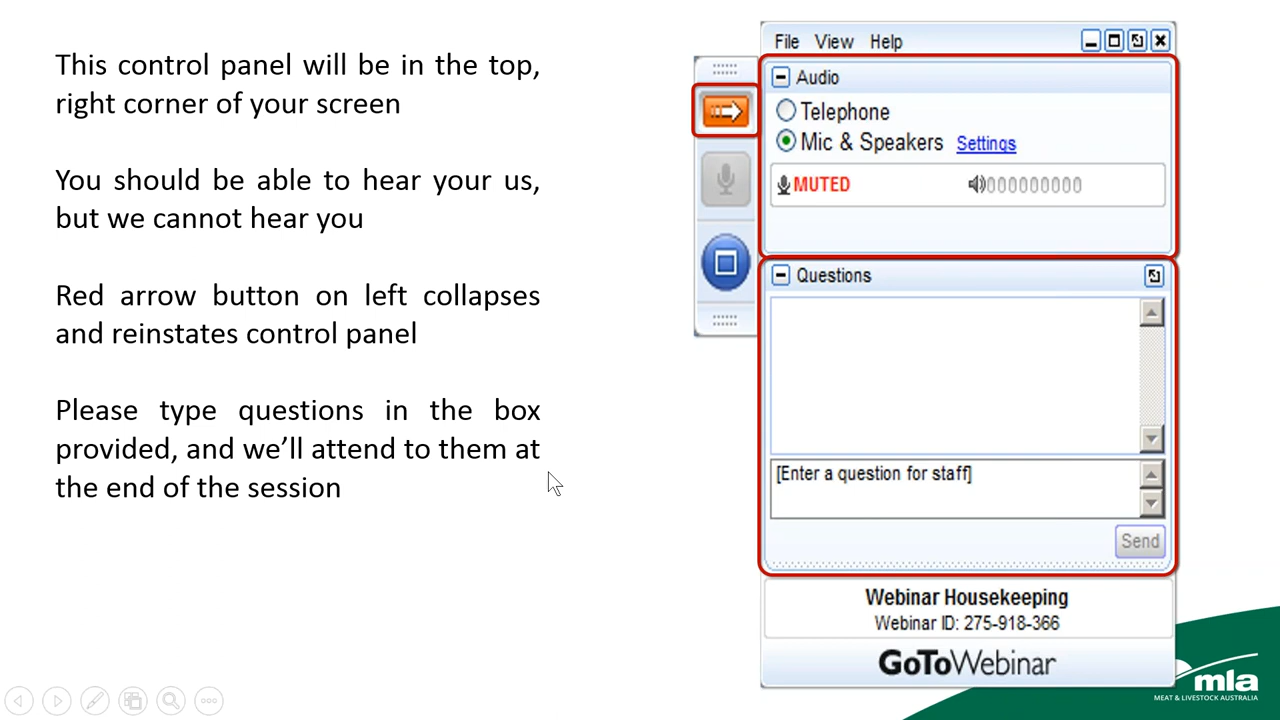 This control panel will be in the top,
right corner of your screen
You should be able to hear your us,
but we cannot hear you
Red arrow button on left collapses
and reinstates control panel
Please type questions in the box
provided, and we'll attend to them at
the end of the session
File View Help
Audio
Telephone
Mic & Speakers Settings
MUTED
Questions
[Enter a question for staff]
Send
Webinar Housekeeping
Webinar ID: 275-918-366
GoToWebinar
mla
MEAT & LIVESTOCK AUSTRALIA